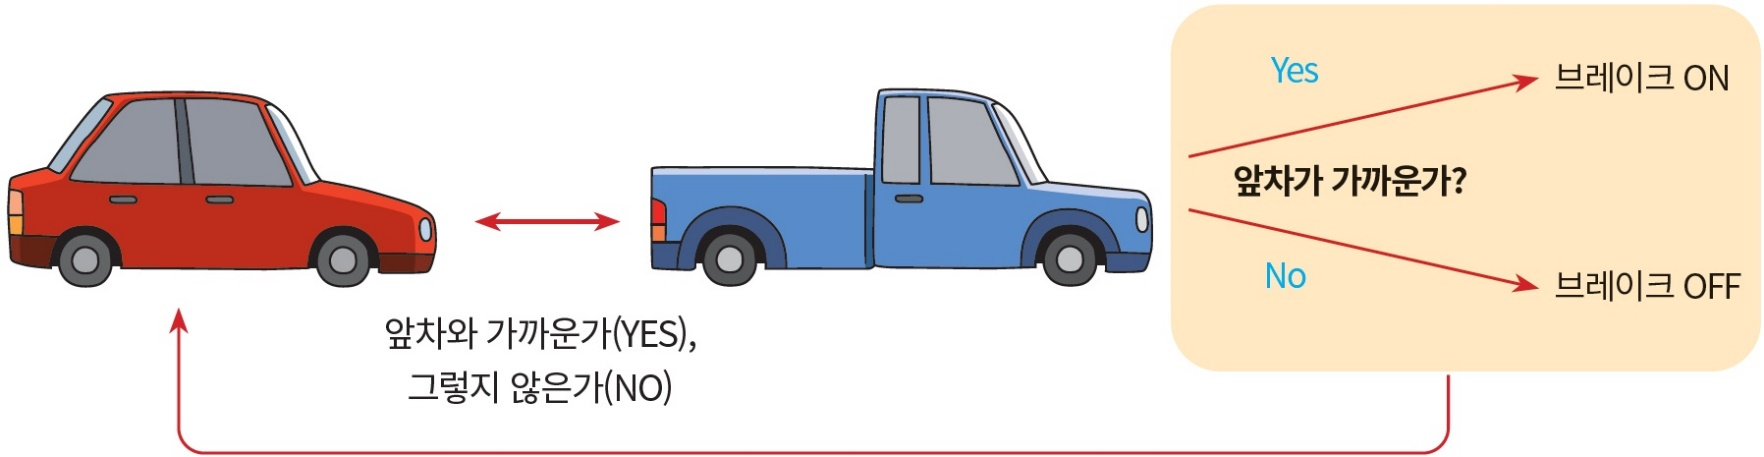 Yes
브레이크 ON
앞차가 가까운가?
No
브레이크 OFF
앞차와 가까운가(YES),
그렇지 않은가(NO)